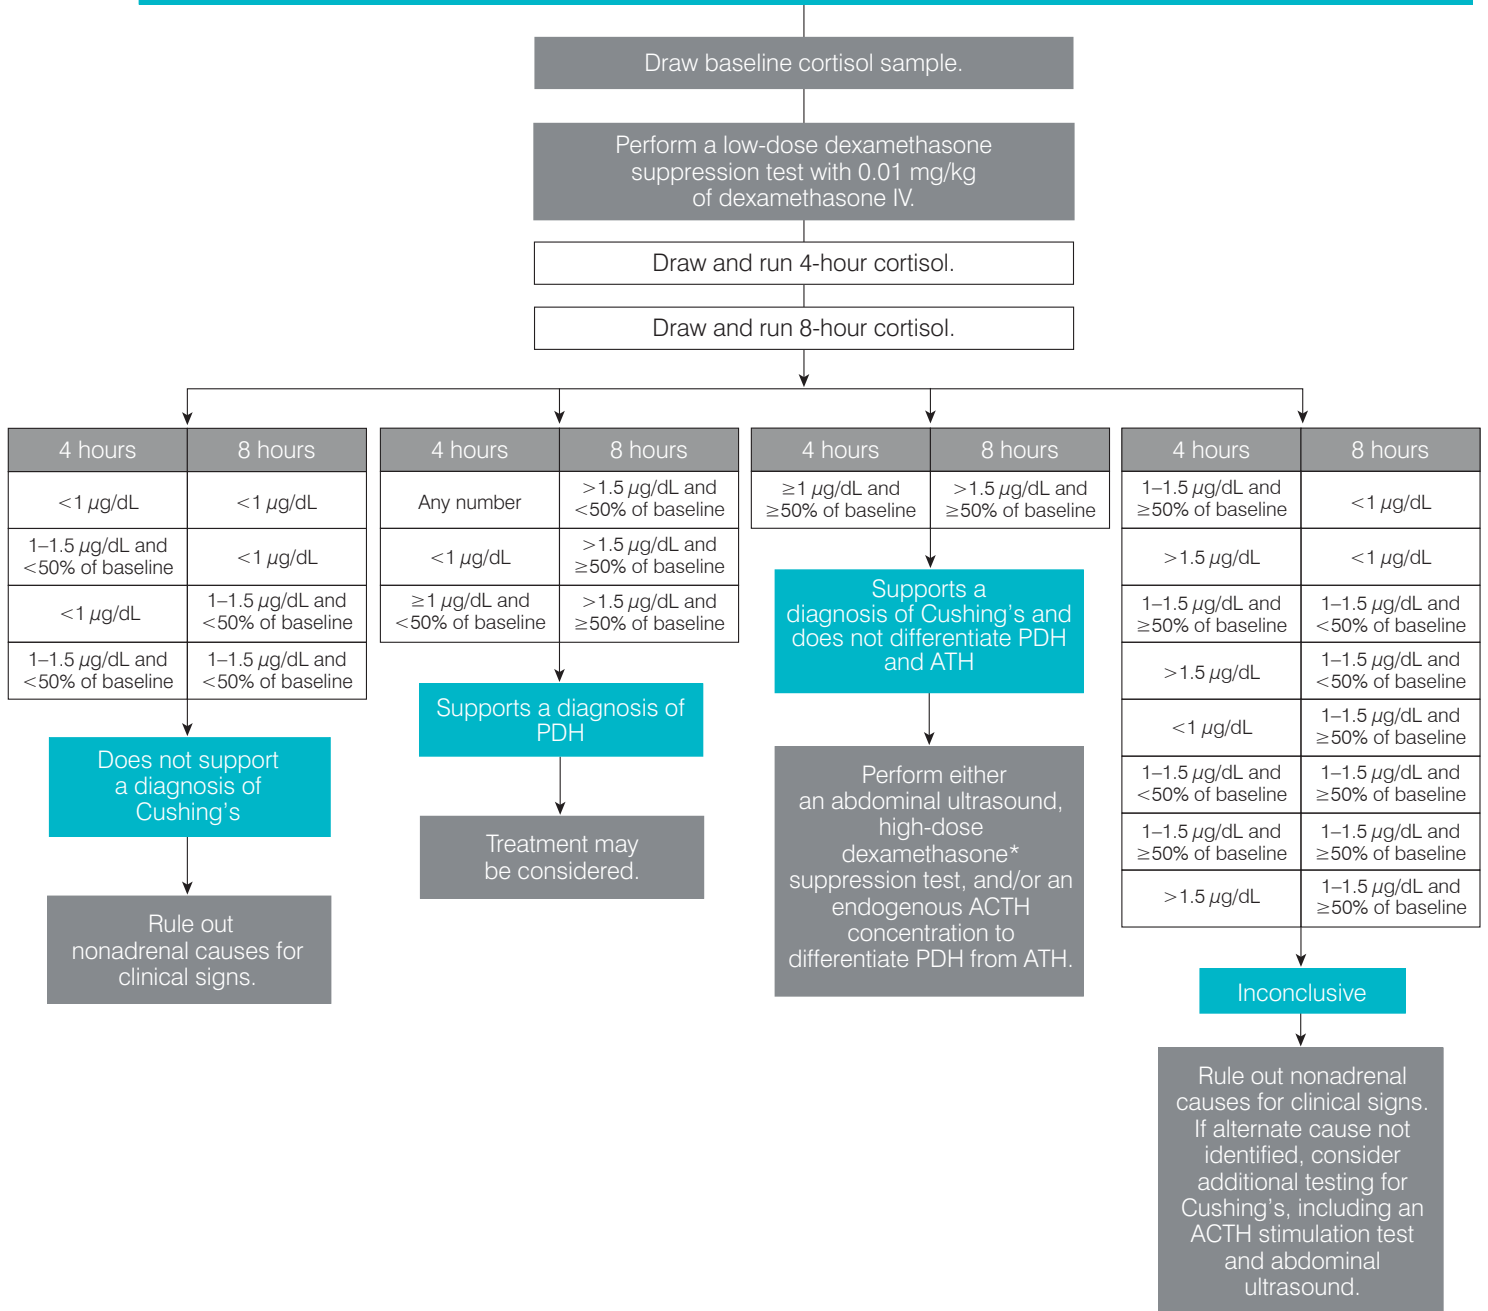 Draw baseline cortisol sample.
Perform a low-dose dexamethasone
suppression test with 0.01 mg/kg
of dexamethasone IV.
Draw and run 4-hour cortisol.
Draw and run 8-hour cortisol.
4 hours
8 hours
<1 µg/dL
<1 µg/dL
1–1.5 µg/dL and
<50% of baseline
<1 µg/dL
<1 µg/dL
1–1.5 µg/dL and
<50% of baseline
1–1.5 µg/dL and
<50% of baseline
1–1.5 µg/dL and
<50% of baseline
Does not support
a diagnosis of
Cushing’s
Rule out
nonadrenal causes for
clinical signs.
4 hours
8 hours
Any number
>1.5 µg/dL and
<50% of baseline
<1 µg/dL
>1.5 µg/dL and
≥50% of baseline
≥1 µg/dL and
<50% of baseline
>1.5 µg/dL and
≥50% of baseline
Supports a diagnosis of
PDH
Treatment may
be considered.
4 hours
8 hours
≥1 µg/dL and
≥50% of baseline
>1.5 µg/dL and
≥50% of baseline
Supports a
diagnosis of Cushing’s and
does not differentiate PDH
and ATH
Perform either
an abdominal ultrasound,
high-dose
dexamethasone*
suppression test, and/or an
endogenous ACTH
concentration to
differentiate PDH from ATH.
4 hours
8 hours
1–1.5 µg/dL and
≥50% of baseline
<1 µg/dL
>1.5 µg/dL
<1 µg/dL
1–1.5 µg/dL and
≥50% of baseline
1–1.5 µg/dL and
<50% of baseline
>1.5 µg/dL
1–1.5 µg/dL and
<50% of baseline
<1 µg/dL
1–1.5 µg/dL and
≥50% of baseline
1–1.5 µg/dL and
<50% of baseline
1–1.5 µg/dL and
≥50% of baseline
1–1.5 µg/dL and
≥50% of baseline
1–1.5 µg/dL and
≥50% of baseline
>1.5 µg/dL
1–1.5 µg/dL and
≥50% of baseline
Inconclusive
Rule out nonadrenal
causes for clinical signs.
If alternate cause not
identified, consider
additional testing for
Cushing’s, including an
ACTH stimulation test
and abdominal
ultrasound.